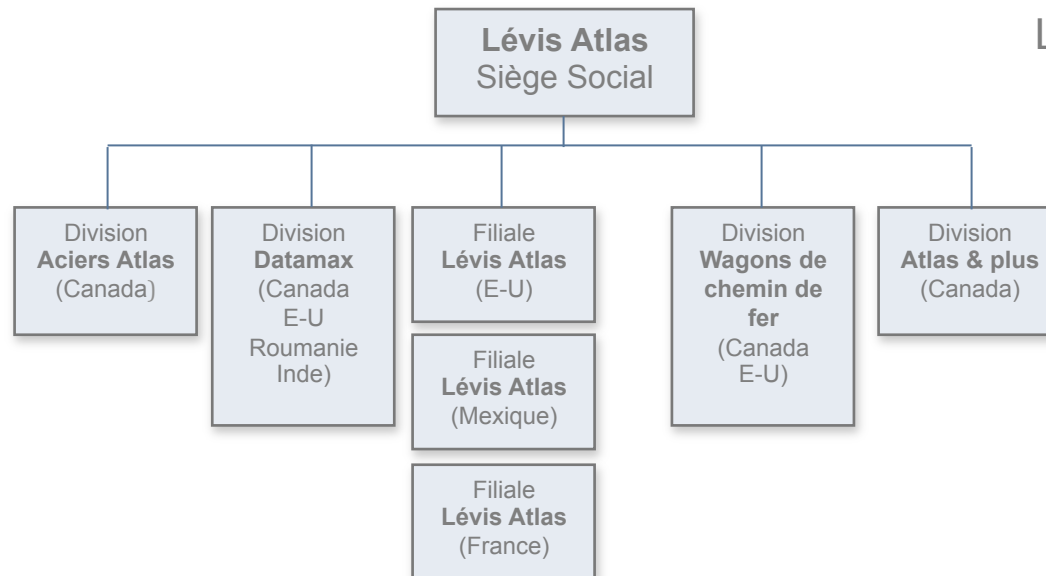 Lévis Atlas
Siège Social
L
Division
Aciers Atlas
(Canada)
Division
Datamax
(Canada
E-U
Roumanie
Inde)
Filiale
Lévis Atlas
(E-U)
Filiale
Lévis Atlas
(Mexique)
Filiale
Lévis Atlas
(France)
Division
Wagons de
chemin de
fer
(Canada
E-U)
Division
Atlas & plus
(Canada)